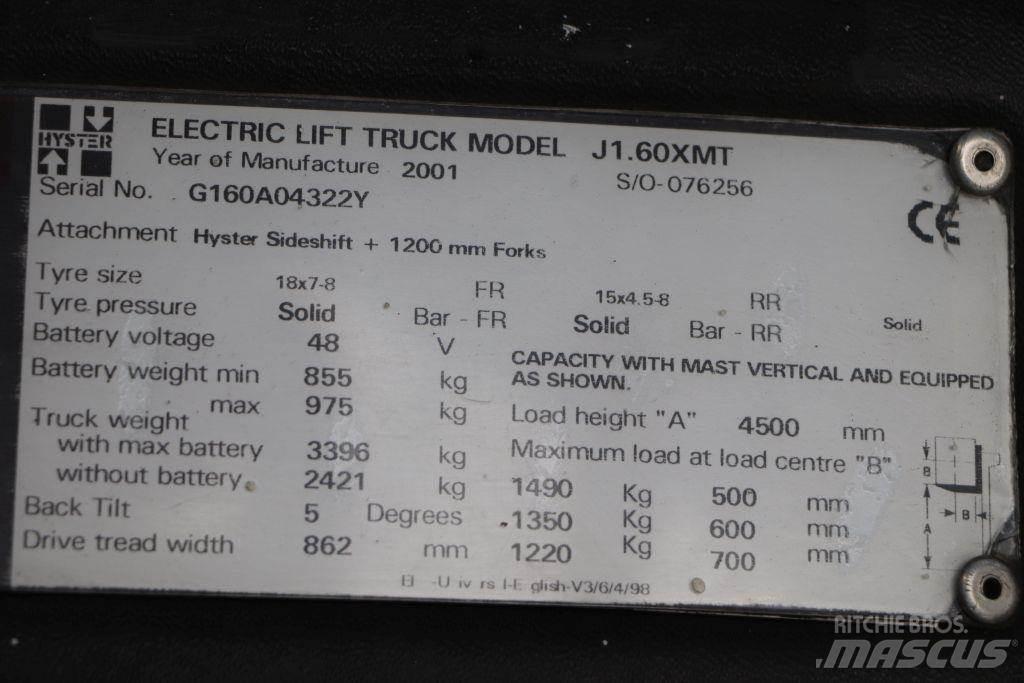 HYSTER
ELECTRIC LIFT TRUCK MODEL J1.60XMT
Year of Manufacture 2001 S/O-076256
Serial No. G160A04322Y
CE
Attachment Hyster Sideshift + 1200 mm Forks
Tyre size 18x7-8 FR 15x4.5-8 RR
Tyre pressure Solid Bar - FR Solid Bar - RR Solid
Battery voltage 48 V
Battery weight min 855 kg
max 975 kg
Truck weight
with max battery 3396 kg
without battery 2421 kg
Back Tilt 5 Degrees
Drive tread width 862 mm
CAPACITY WITH MAST VERTICAL AND EQUIPPED
AS SHOWN.
Load height "A" 4500 mm
Maximum load at load centre "B"
1490 Kg 500 mm
1350 Kg 600 mm
1220 Kg 700 mm
B
B
A
glish-V3/6/4/98
RITCHIE BROS.
MASCUS